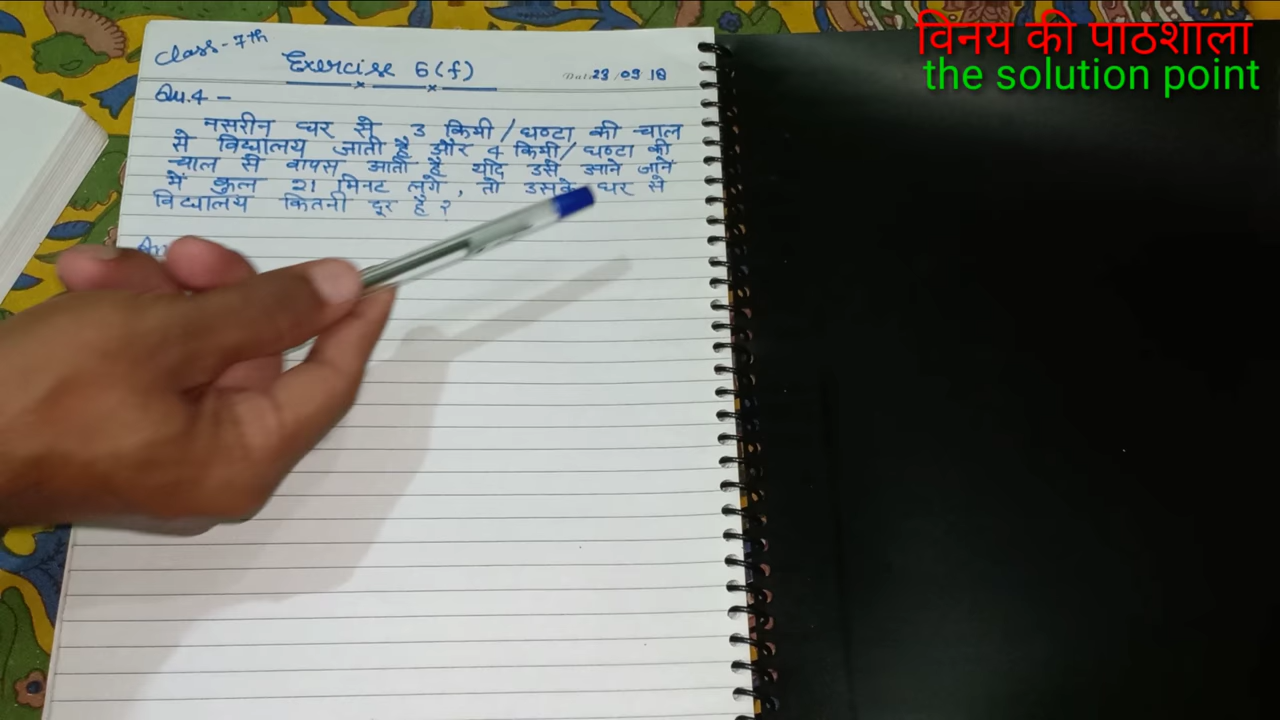 विनय की पाठशाला
the solution point
Class-7th
Exercise 6(f)
Date 23/09/18
Qu.4 -
नसरीन घर से 3 किमी/घण्टा की चाल
से विद्यालय जाती है और 4 किमी/घण्टा की
चाल से वापस आती है यदि उसे आने जाने
में कुल 21 मिनट लगे, तो उसके घर से
विद्यालय कितनी दूर है?